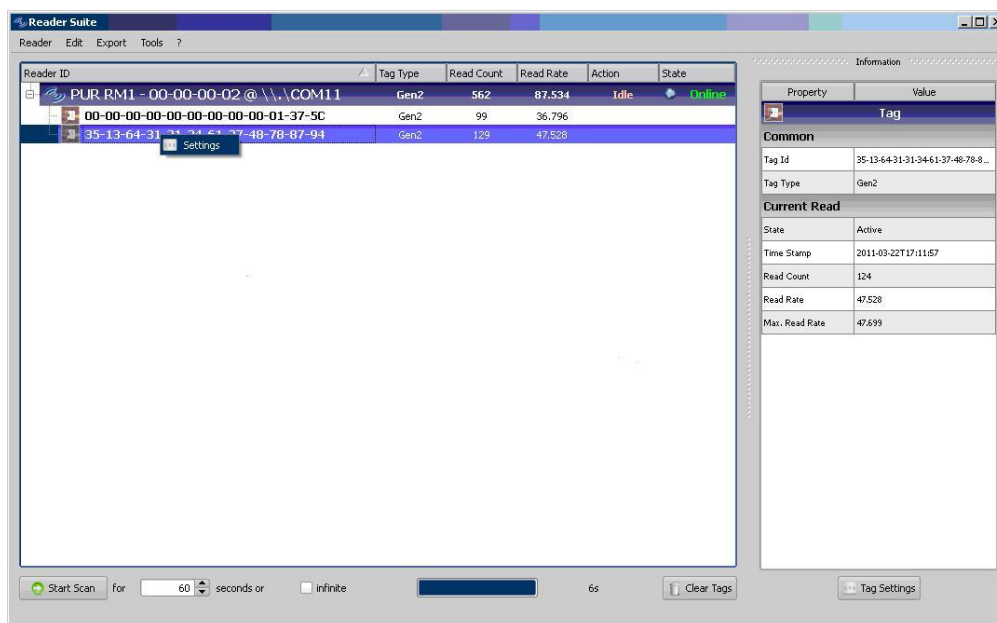 Reader Suite
Reader Edit Export Tools ?
Reader ID Tag Type Read Count Read Rate Action State
PUR RM1 - 00-00-00-02 @ \\.\COM11 Gen2 562 87.534 Idle Online
00-00-00-00-00-00-00-00-00-01-37-5C Gen2 99 36.796
35-13-64-31-31-34-61-37-48-78-87-94 Gen2 129 47.528
Settings
Start Scan for 60 seconds or infinite 6s Clear Tags
Information
Property Value
Tag
Common
Tag Id 35-13-64-31-31-34-61-37-48-78-8...
Tag Type Gen2
Current Read
State Active
Time Stamp 2011-03-22T17:11:57
Read Count 124
Read Rate 47.528
Max. Read Rate 47.699
Tag Settings